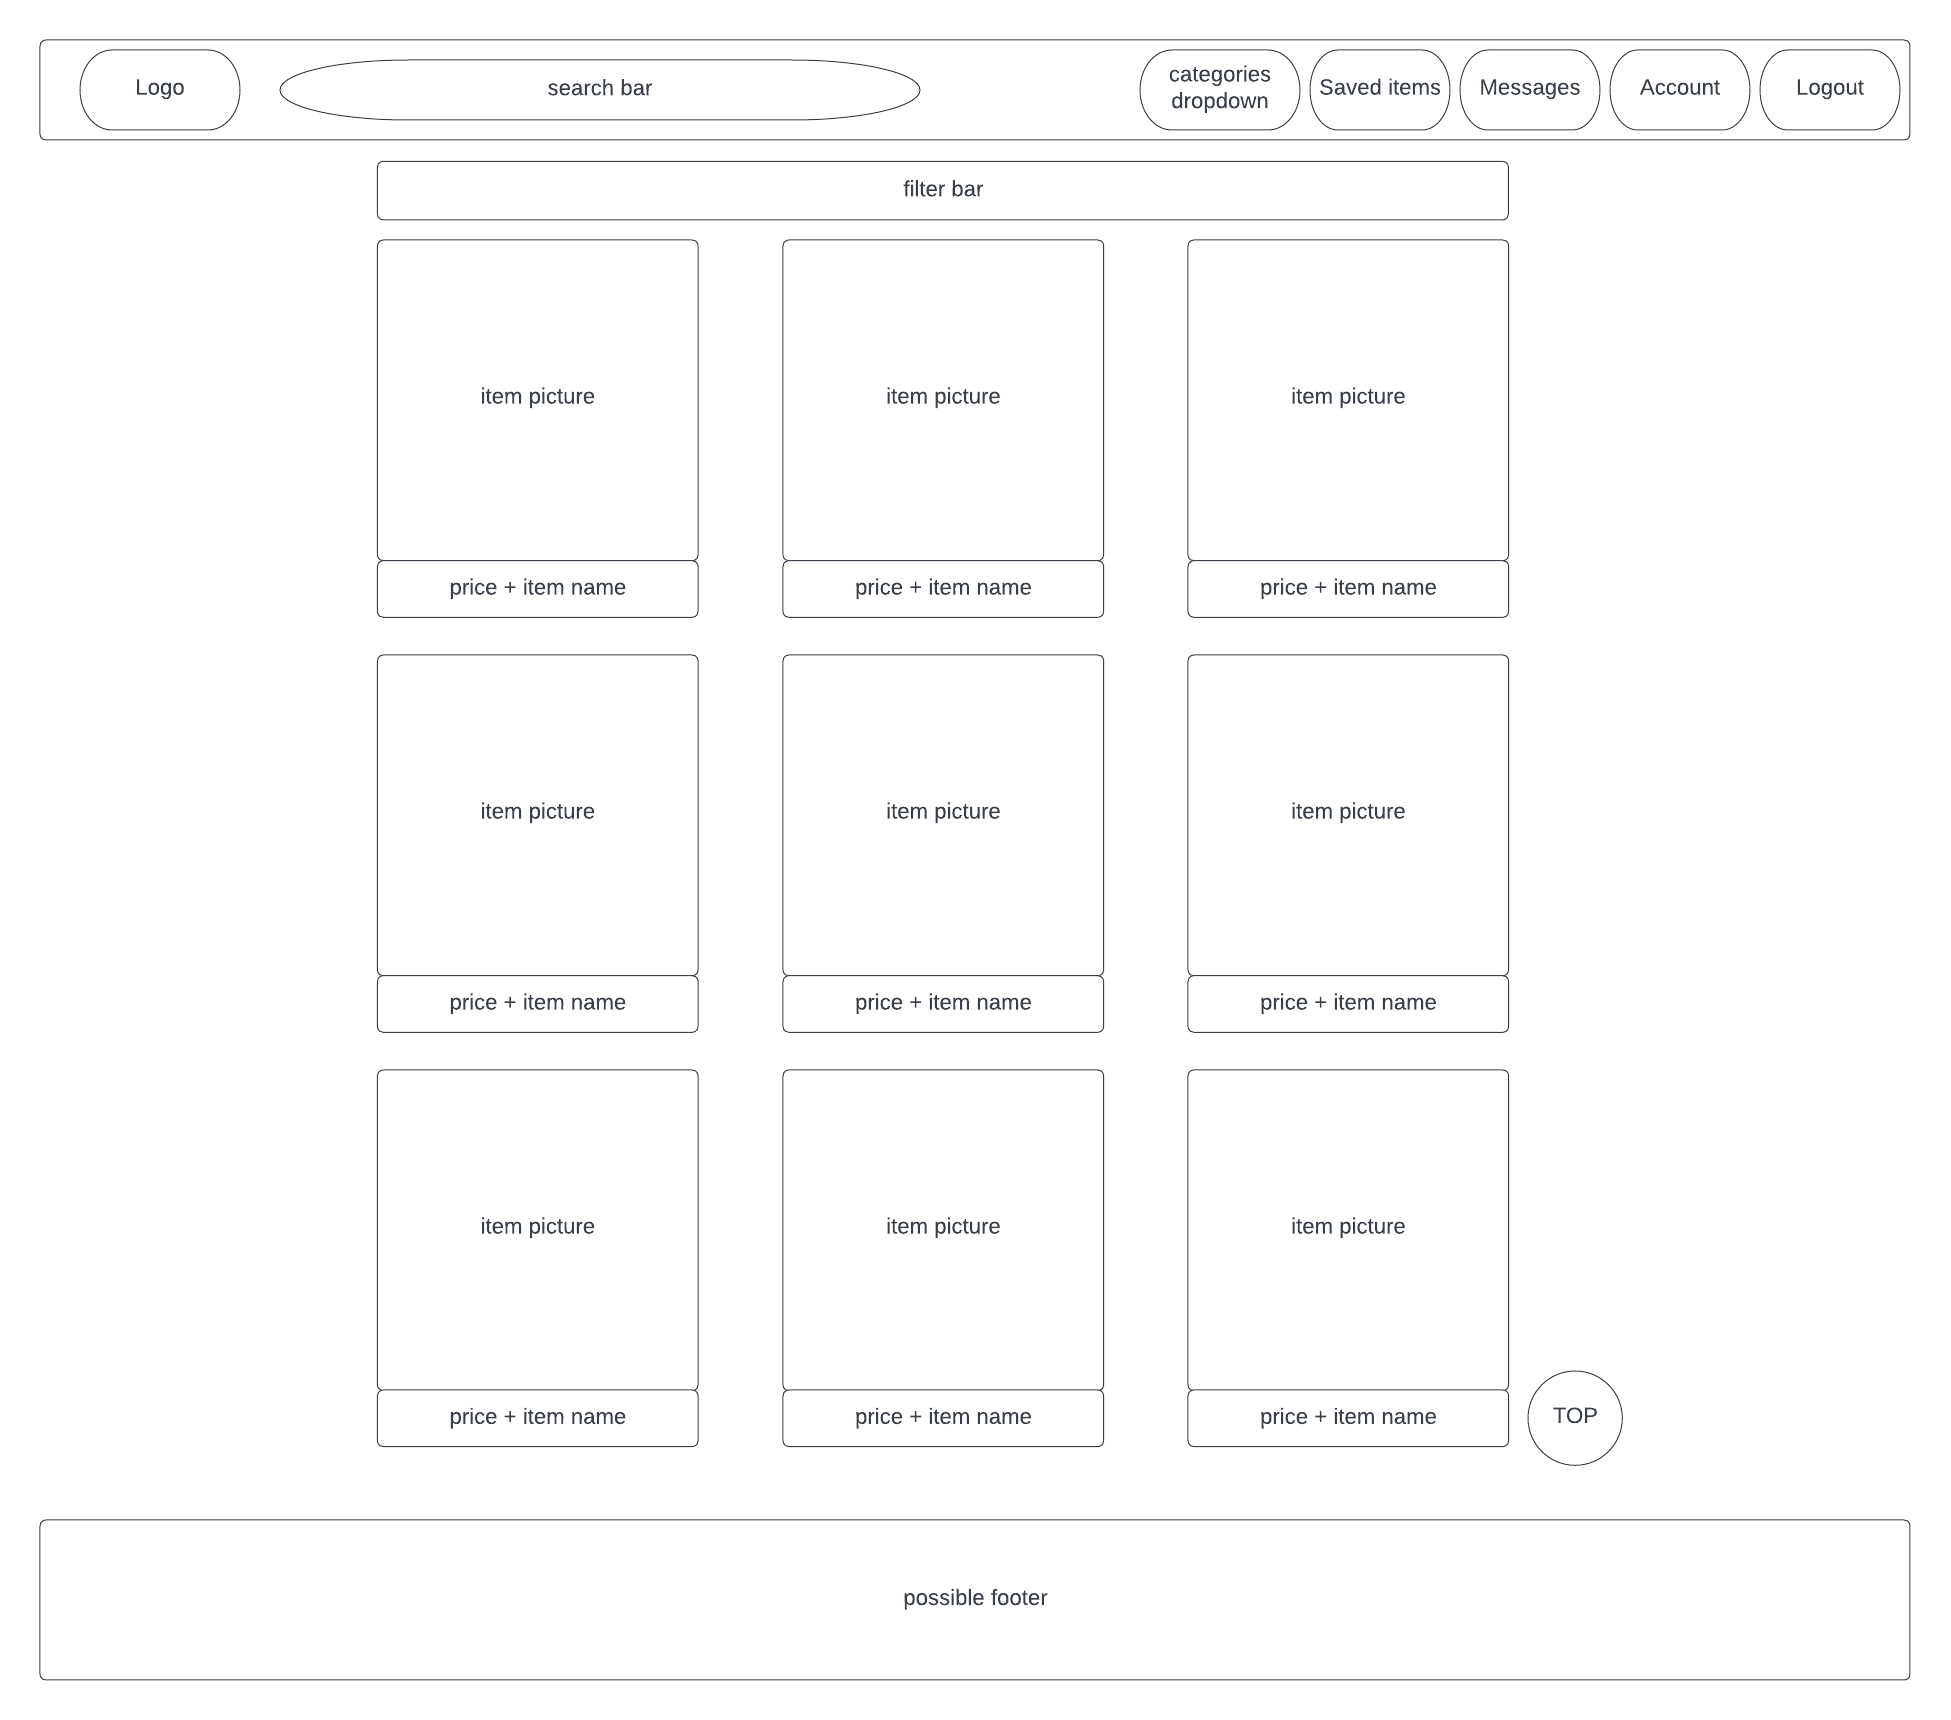 Logo
search bar
categories
dropdown
Saved items
Messages
Account
Logout
filter bar
item picture
item picture
item picture
price + item name
price + item name
price + item name
item picture
item picture
item picture
price + item name
price + item name
price + item name
item picture
item picture
item picture
price + item name
price + item name
price + item name
TOP
possible footer